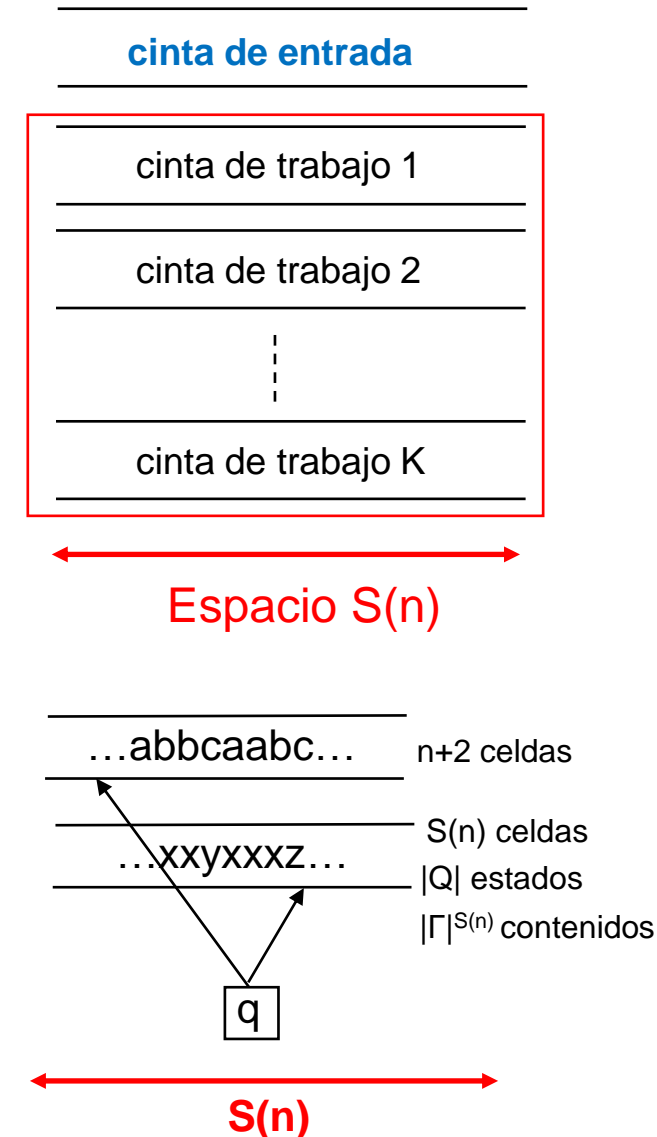 cinta de entrada
cinta de trabajo 1
cinta de trabajo 2
cinta de trabajo K
Espacio S(n)
…abbcaabc…
n+2 celdas
S(n) celdas
…xxyxxxz…
|Q| estados
|Γ|^S(n) contenidos
q
S(n)